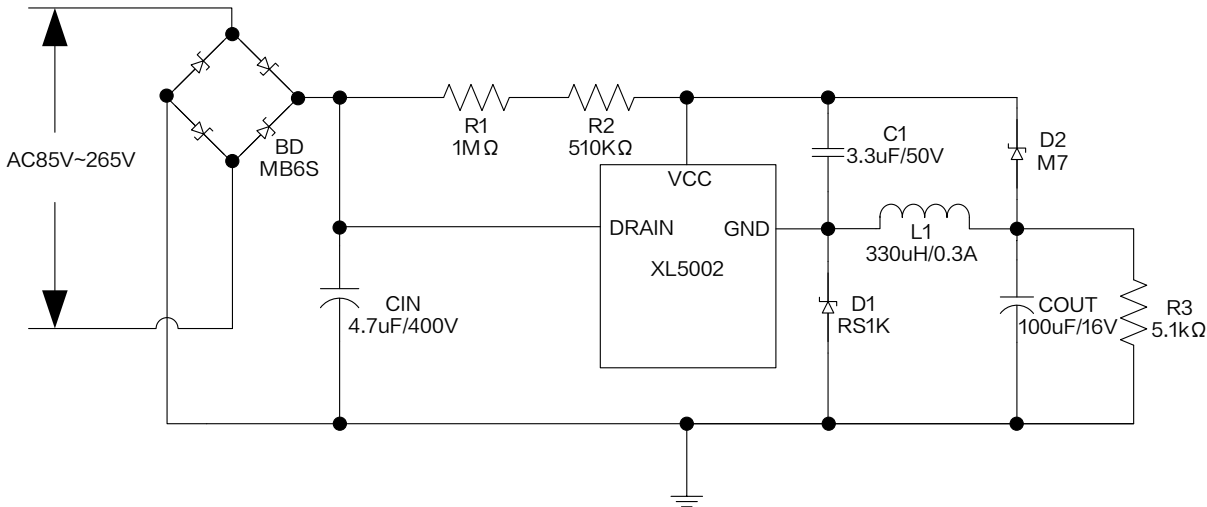 AC85V~265V
BD
MB6S
R1
1MΩ
R2
510KΩ
C1
3.3uF/50V
D2
M7
VCC
DRAIN
GND
XL5002
L1
330uH/0.3A
CIN
4.7uF/400V
D1
RS1K
COUT
100uF/16V
R3
5.1kΩ